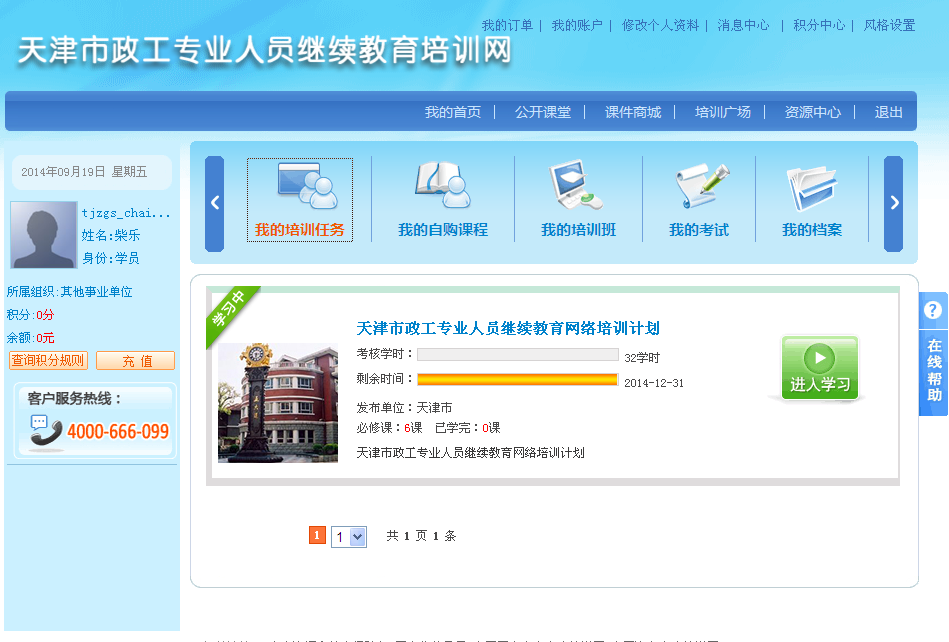 我的订单 | 我的账户 | 修改个人资料 | 消息中心 | 积分中心 | 风格设置
天津市政工专业人员继续教育培训网
我的首页 | 公开课堂 | 课件商城 | 培训广场 | 资源中心 | 退出
2014年09月19日 星期五
tjzgs_chai...
姓名:柴乐
身份:学员
所属组织:其他事业单位
积分:0分
余额:0元
查询积分规则 充 值
客户服务热线：
4000-666-099
我的培训任务 我的自购课程 我的培训班 我的考试 我的档案
学习中
天津市政工专业人员继续教育网络培训计划
考核学时： 32学时
剩余时间： 2014-12-31
发布单位：天津市
必修课：6课 已学完：0课
天津市政工专业人员继续教育网络培训计划
进入学习
1 1 共 1 页 1 条
?
在线帮助